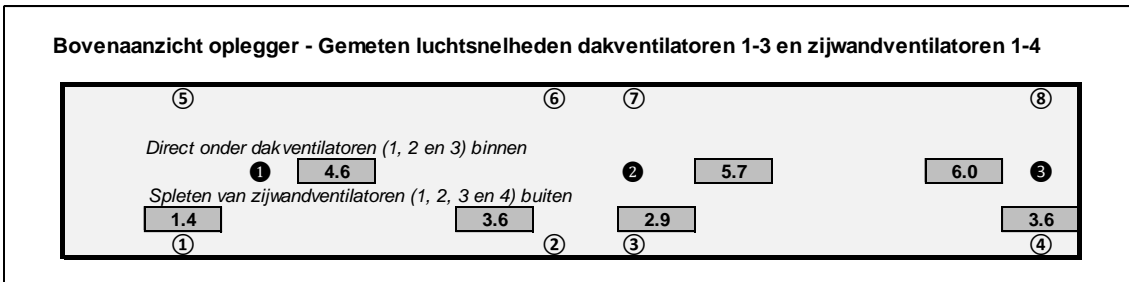 Bovenaanzicht oplegger - Gemeten luchtsnelheden dakventilatoren 1-3 en zijwandventilatoren 1-4
⑤ ⑥ ⑦ ⑧
Direct onder dakventilatoren (1, 2 en 3) binnen
❶ 4.6 ❷ 5.7 6.0 ❸
Spleten van zijwandventilatoren (1, 2, 3 en 4) buiten
1.4 3.6 2.9 3.6
① ② ③ ④